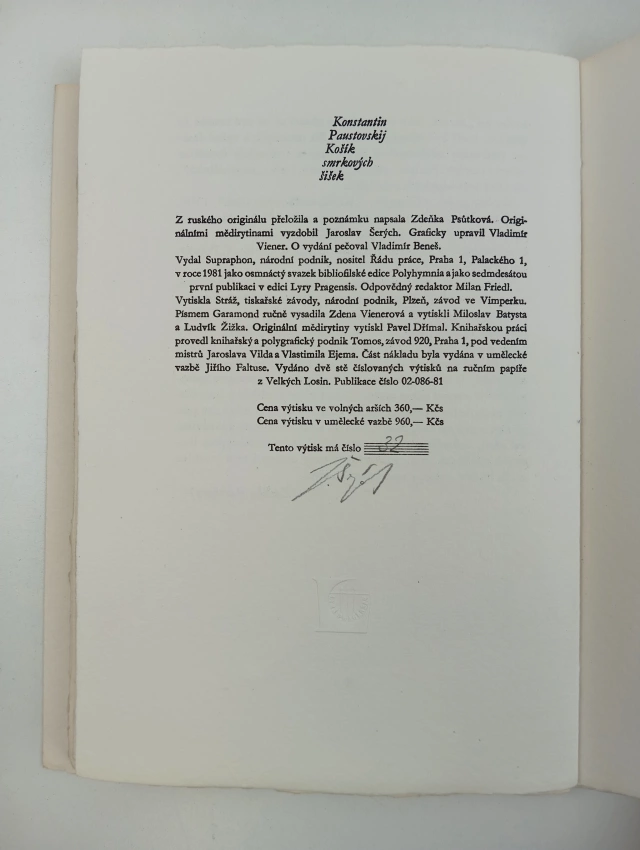 Konstantin
Paustovskij
Košík
smrkových
šišek
Z ruského originálu přeložila a poznámku napsala Zdeňka Psůtková. Origi-
nálními mědirytinami vyzdobil Jaroslav Šerých. Graficky upravil Vladimír
Viener. O vydání pečoval Vladimír Beneš.
Vydal Supraphon, národní podnik, nositel Řádu práce, Praha 1, Palackého 1,
v roce 1981 jako osmnáctý svazek bibliofilské edice Polyhymnia a jako sedmdesátou
první publikaci v edici Lyry Pragensis. Odpovědný redaktor Milan Friedl.
Vytiskla Stráž, tiskařské závody, národní podnik, Plzeň, závod ve Vimperku.
Písmem Garamond ručně vysadila Zdena Vienerová a vytiskli Miloslav Batysta
a Ludvík Žižka. Originální mědirytiny vytiskl Pavel Dřímal. Knihařskou práci
provedl knihařský a polygrafický podnik Tomos, závod 920, Praha 1, pod vedením
mistrů Jaroslava Vilda a Vlastimila Ejema. Část nákladu byla vydána v umělecké
vazbě Jiřího Faltuse. Vydáno dvě stě číslovaných výtisků na ručním papíře
z Velkých Losin. Publikace číslo 02-086-81
Cena výtisku ve volných arších 360,— Kčs
Cena výtisku v umělecké vazbě 960,— Kčs
Tento výtisk má číslo 32